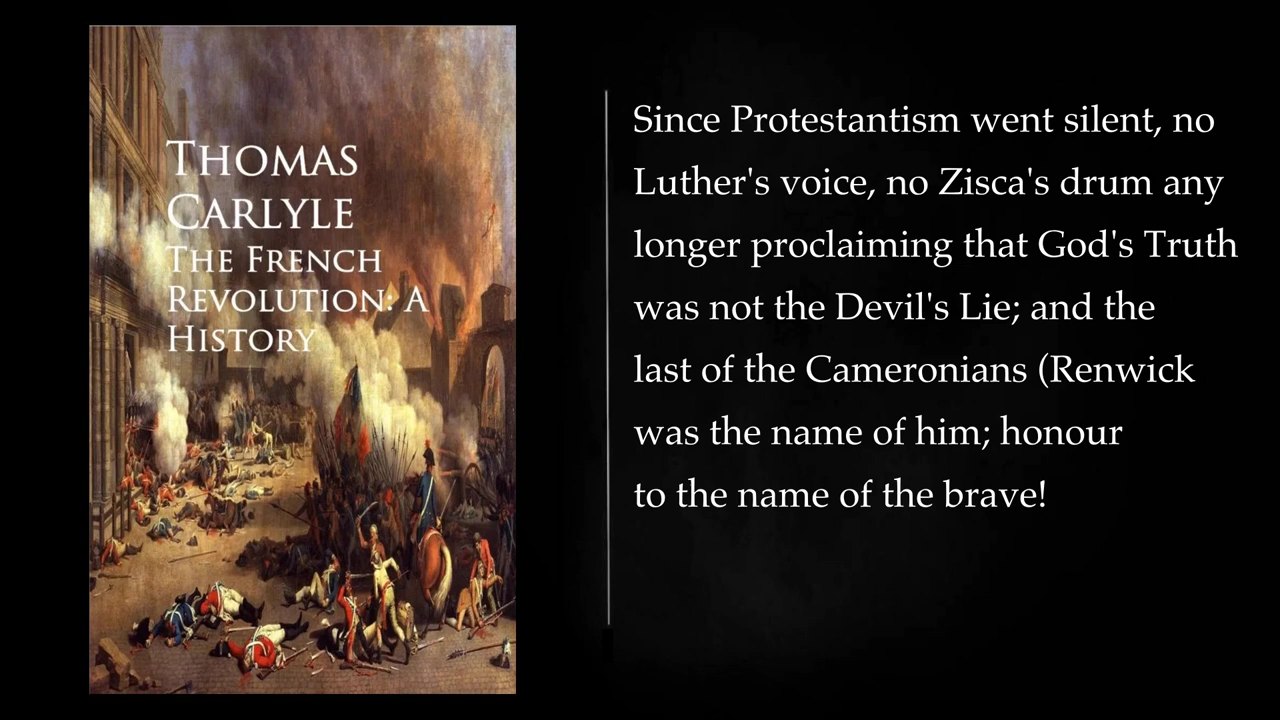 THOMAS
CARLYLE
THE FRENCH
REVOLUTION: A
HISTORY
Since Protestantism went silent, no
Luther's voice, no Zisca's drum any
longer proclaiming that God's Truth
was not the Devil's Lie; and the
last of the Cameronians (Renwick
was the name of him; honour
to the name of the brave!